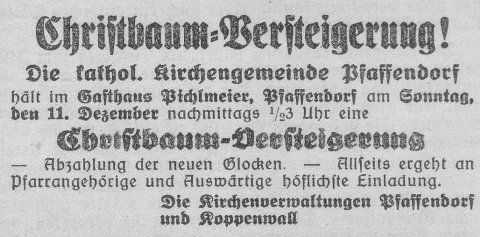 Christbaum-Versteigerung!
Die kathol. Kirchengemeinde Pfaffendorf
hält im Gasthaus Pichlmeier, Pfaffendorf am Sonntag,
den 11. Dezember nachmittags ½3 Uhr eine
Christbaum-Versteigerung
— Abzahlung der neuen Glocken. — Allseits ergeht an
Pfarrangehörige und Auswärtige höflichste Einladung.
Die Kirchenverwaltungen Pfaffendorf
und Koppenwall